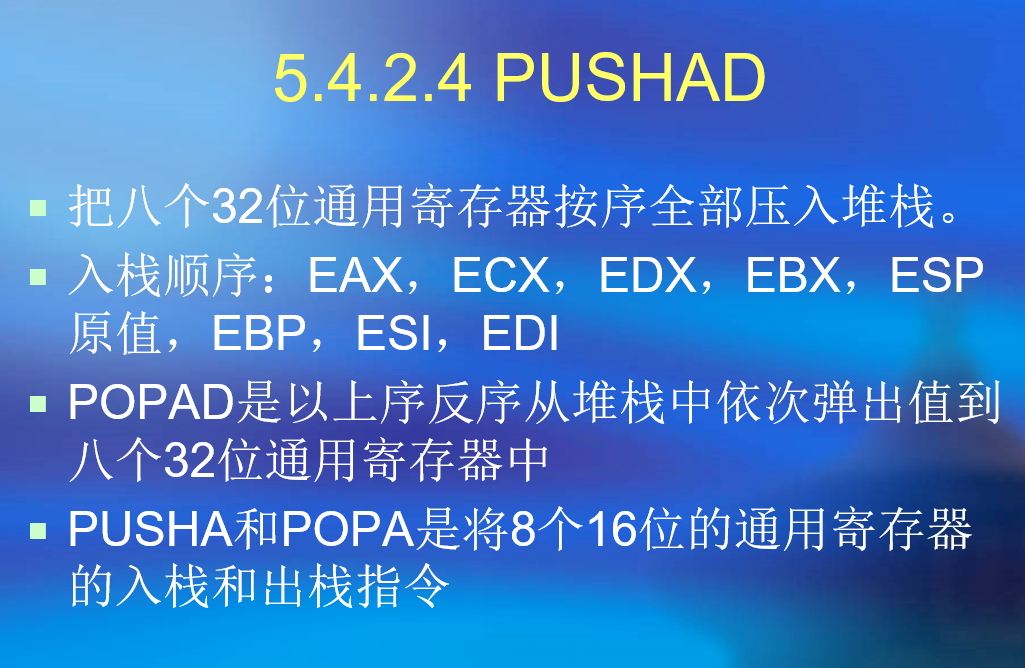 5.4.2.4 PUSHAD
把八个32位通用寄存器按序全部压入堆栈。
入栈顺序：EAX，ECX，EDX，EBX，ESP
原值，EBP，ESI，EDI
POPAD是以上序反序从堆栈中依次弹出值到
八个32位通用寄存器中
PUSHA和POPA是将8个16位的通用寄存器
的入栈和出栈指令